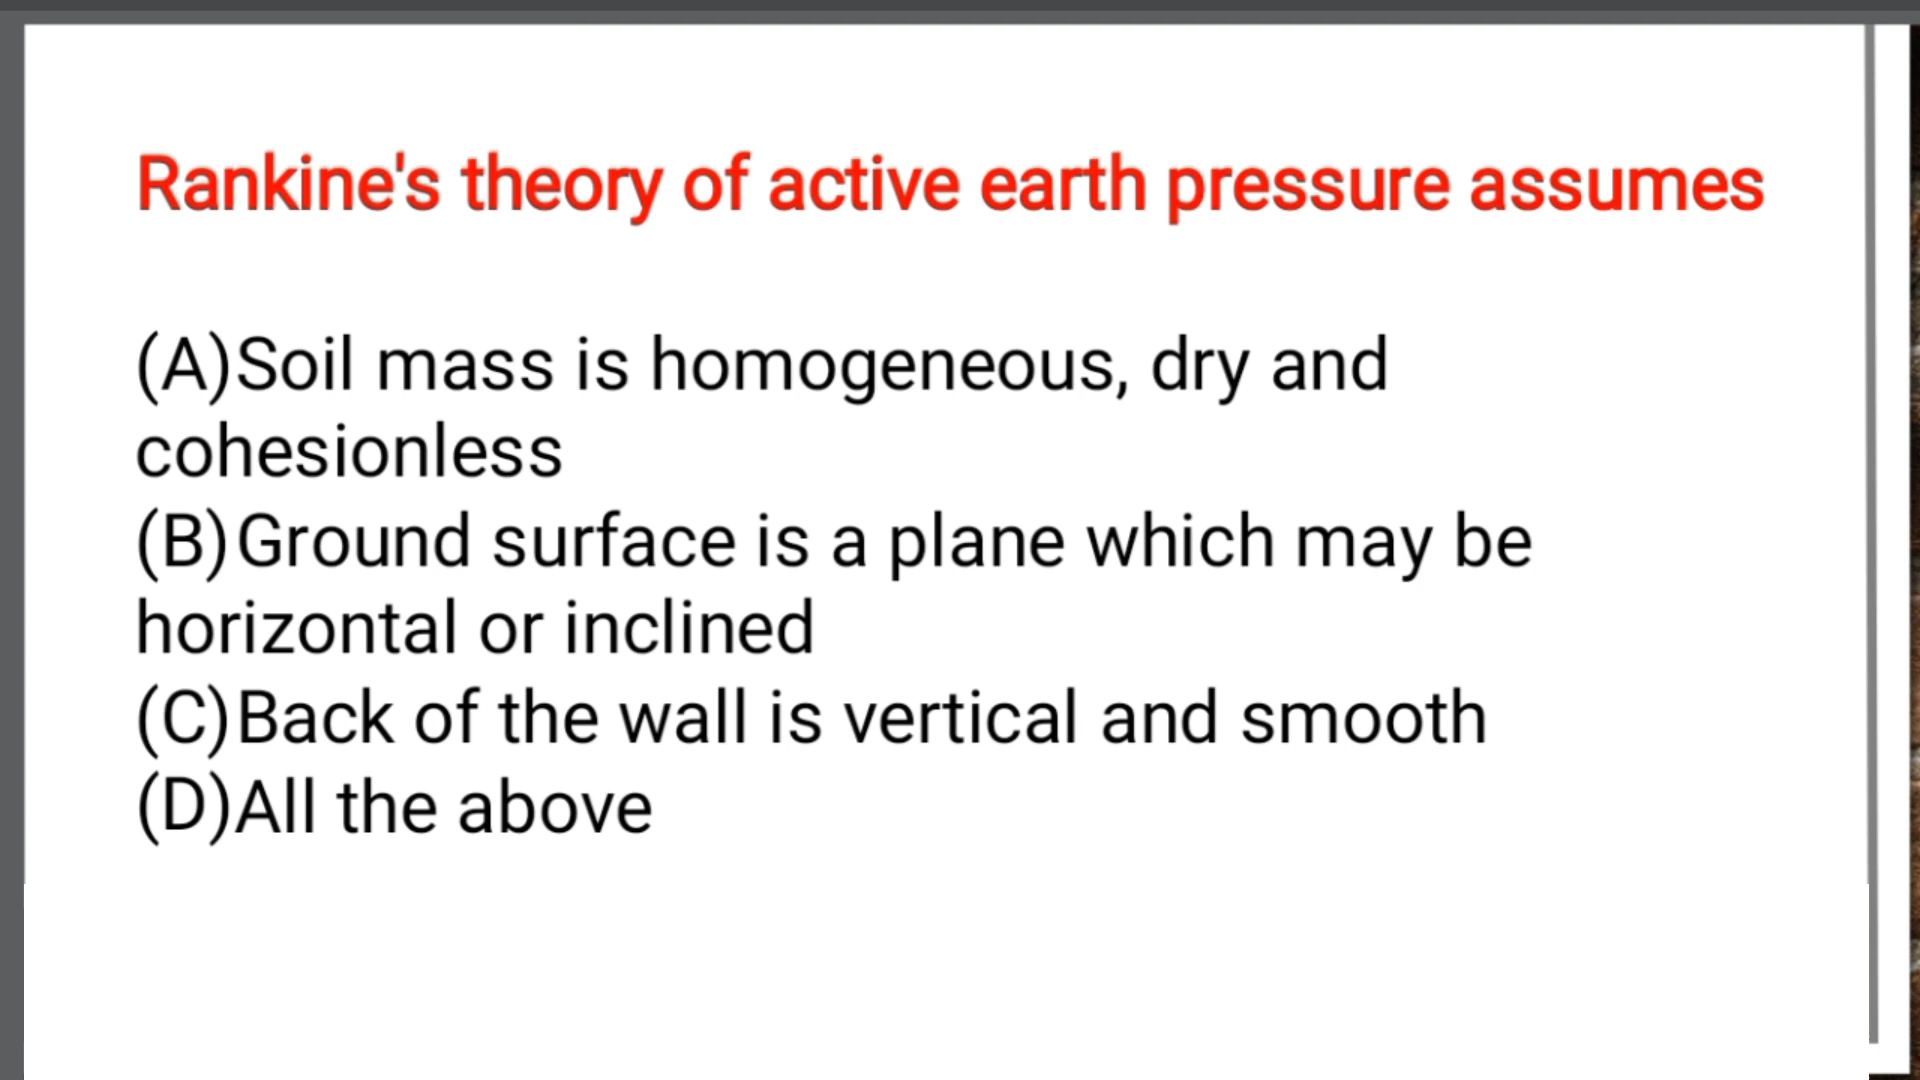 Rankine's theory of active earth pressure assumes
(A)Soil mass is homogeneous, dry and
cohesionless
(B)Ground surface is a plane which may be
horizontal or inclined
(C)Back of the wall is vertical and smooth
(D)All the above